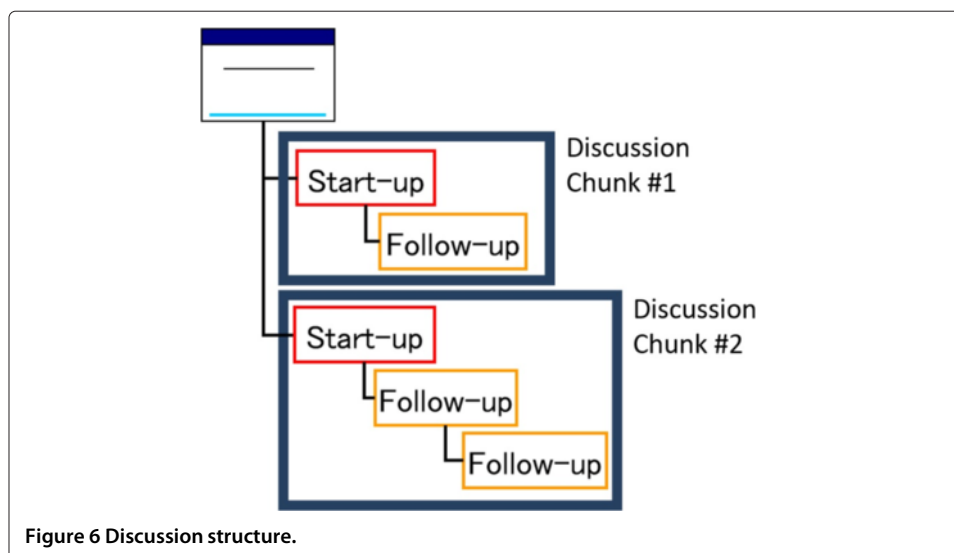 Discussion
Chunk #1
Start-up
Follow-up
Discussion
Chunk #2
Start-up
Follow-up
Follow-up
Figure 6 Discussion structure.